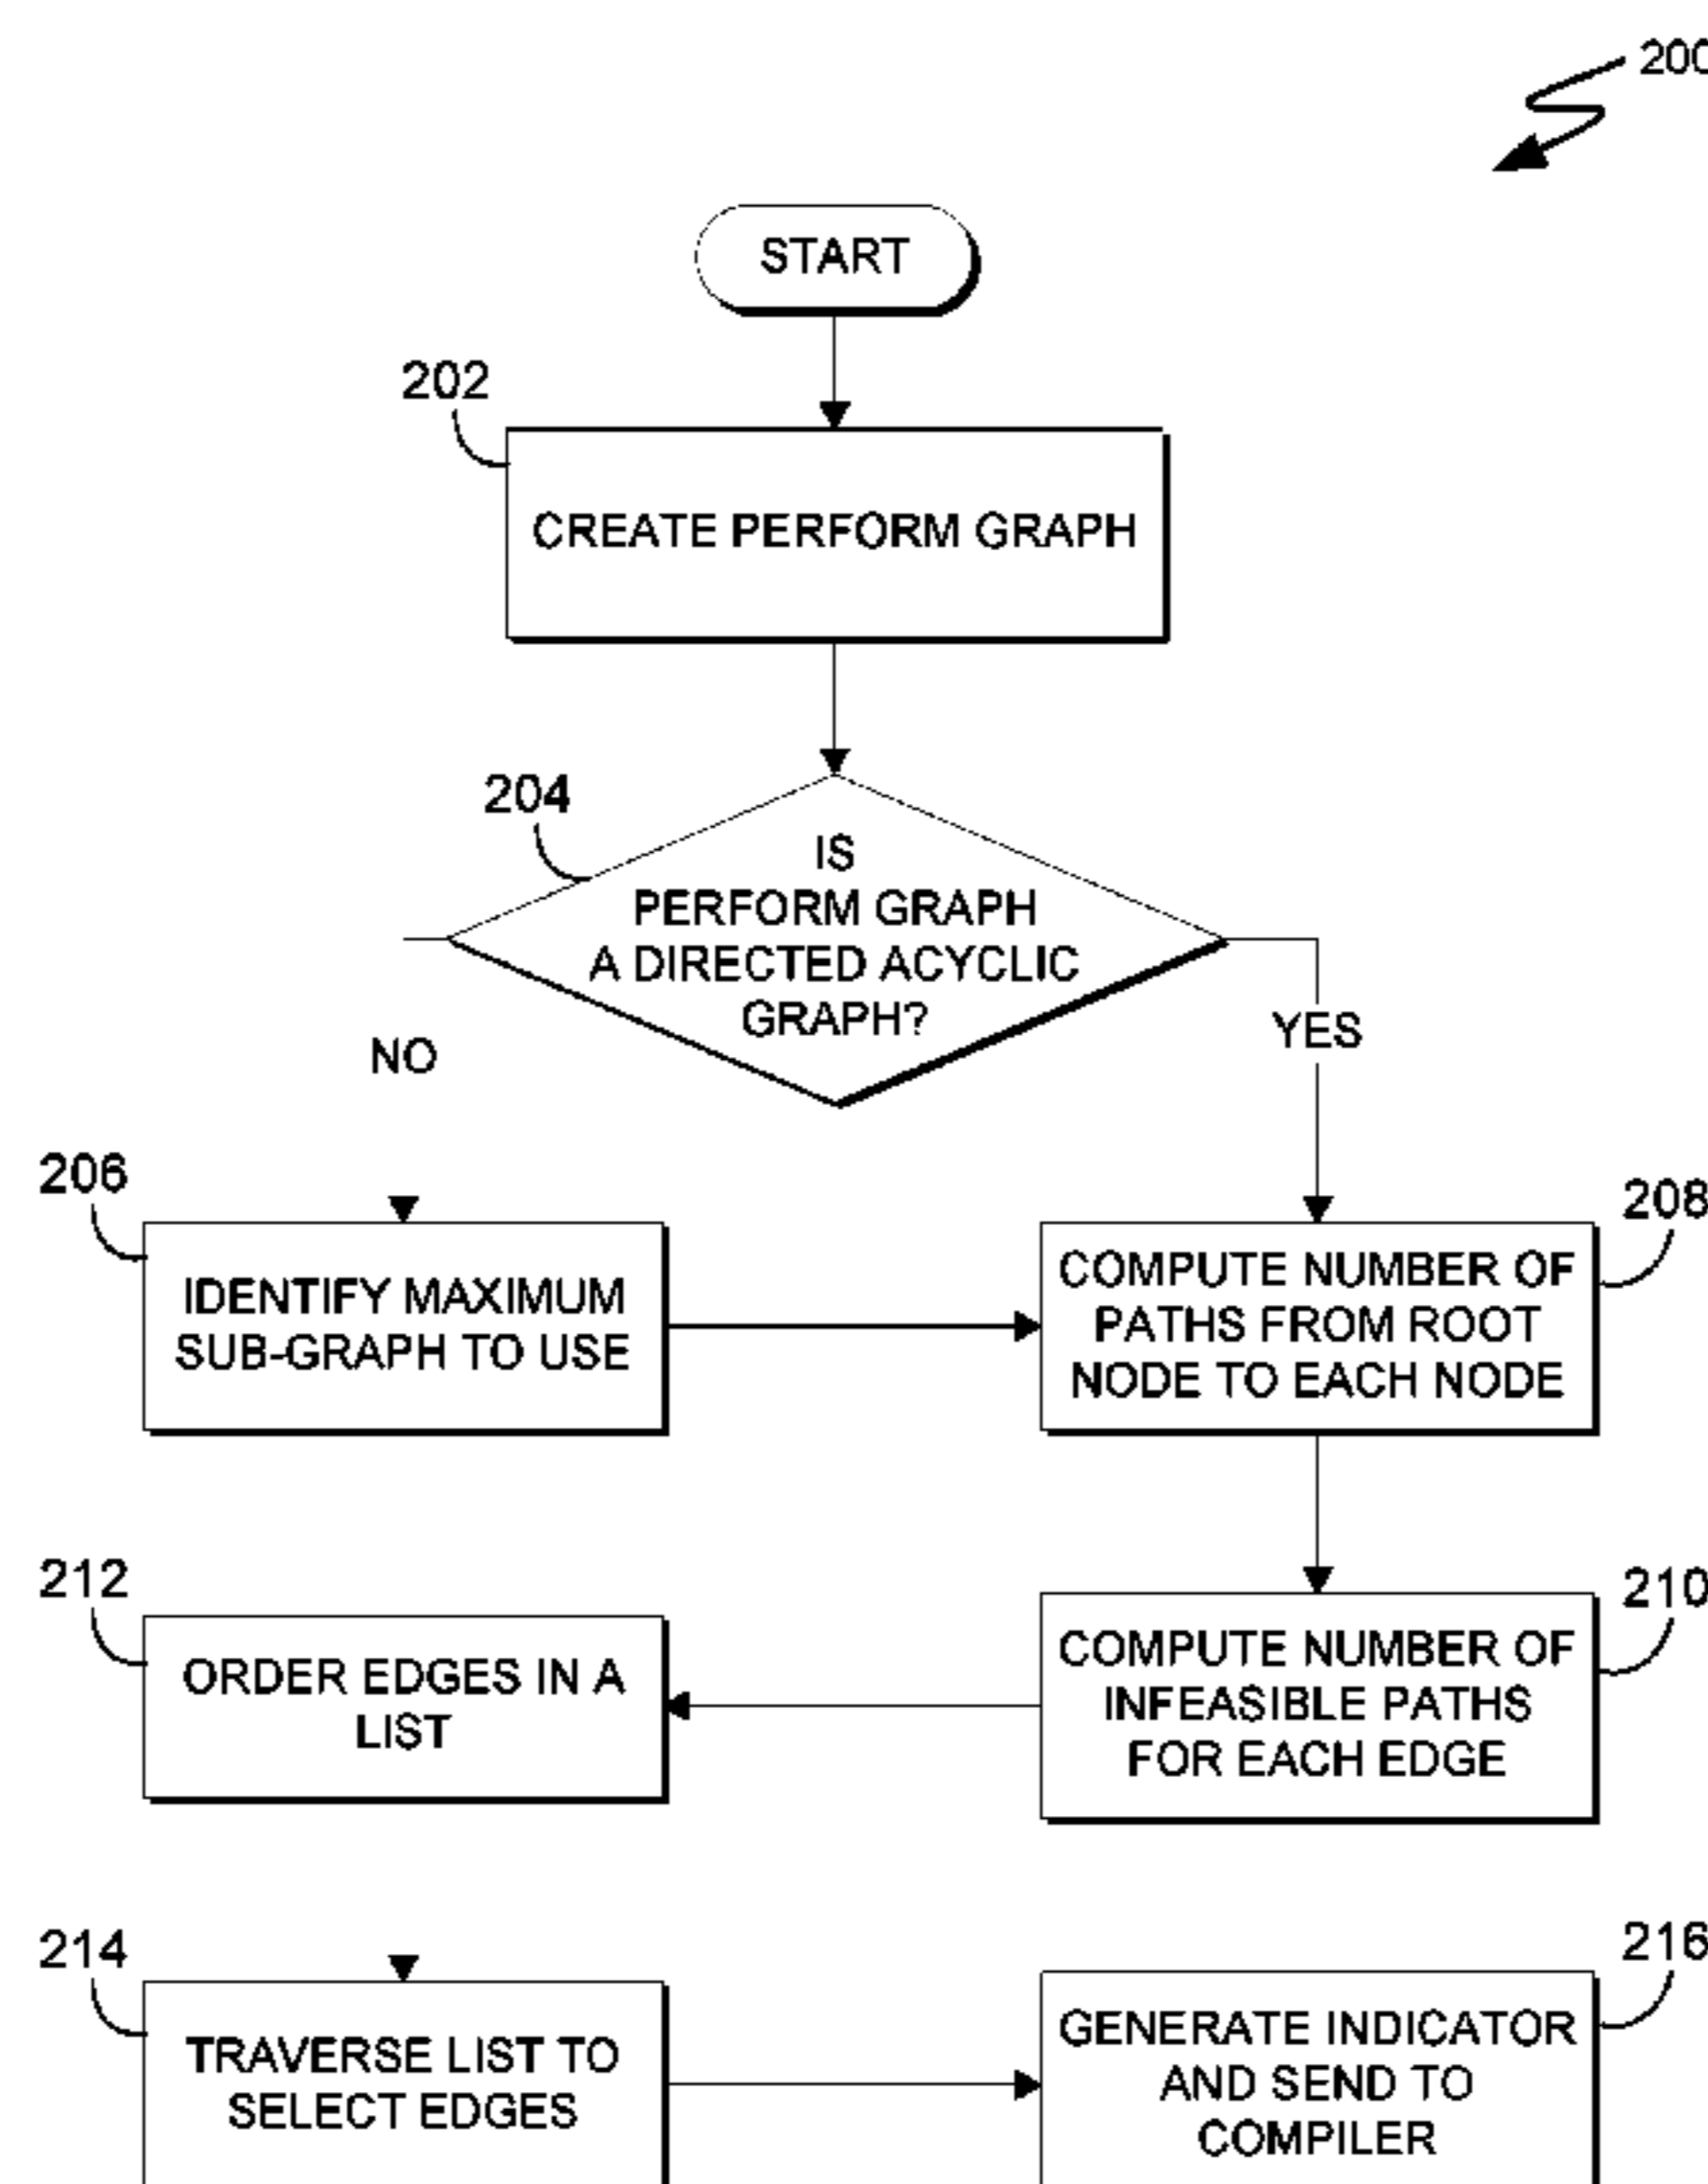 200
START
202
CREATE PERFORM GRAPH
204
IS
PERFORM GRAPH
A DIRECTED ACYCLIC
GRAPH?
NO
YES
206
IDENTIFY MAXIMUM
SUB-GRAPH TO USE
208
COMPUTE NUMBER OF
PATHS FROM ROOT
NODE TO EACH NODE
210
COMPUTE NUMBER OF
INFEASIBLE PATHS
FOR EACH EDGE
212
ORDER EDGES IN A
LIST
214
TRAVERSE LIST TO
SELECT EDGES
216
GENERATE INDICATOR
AND SEND TO
COMPILER